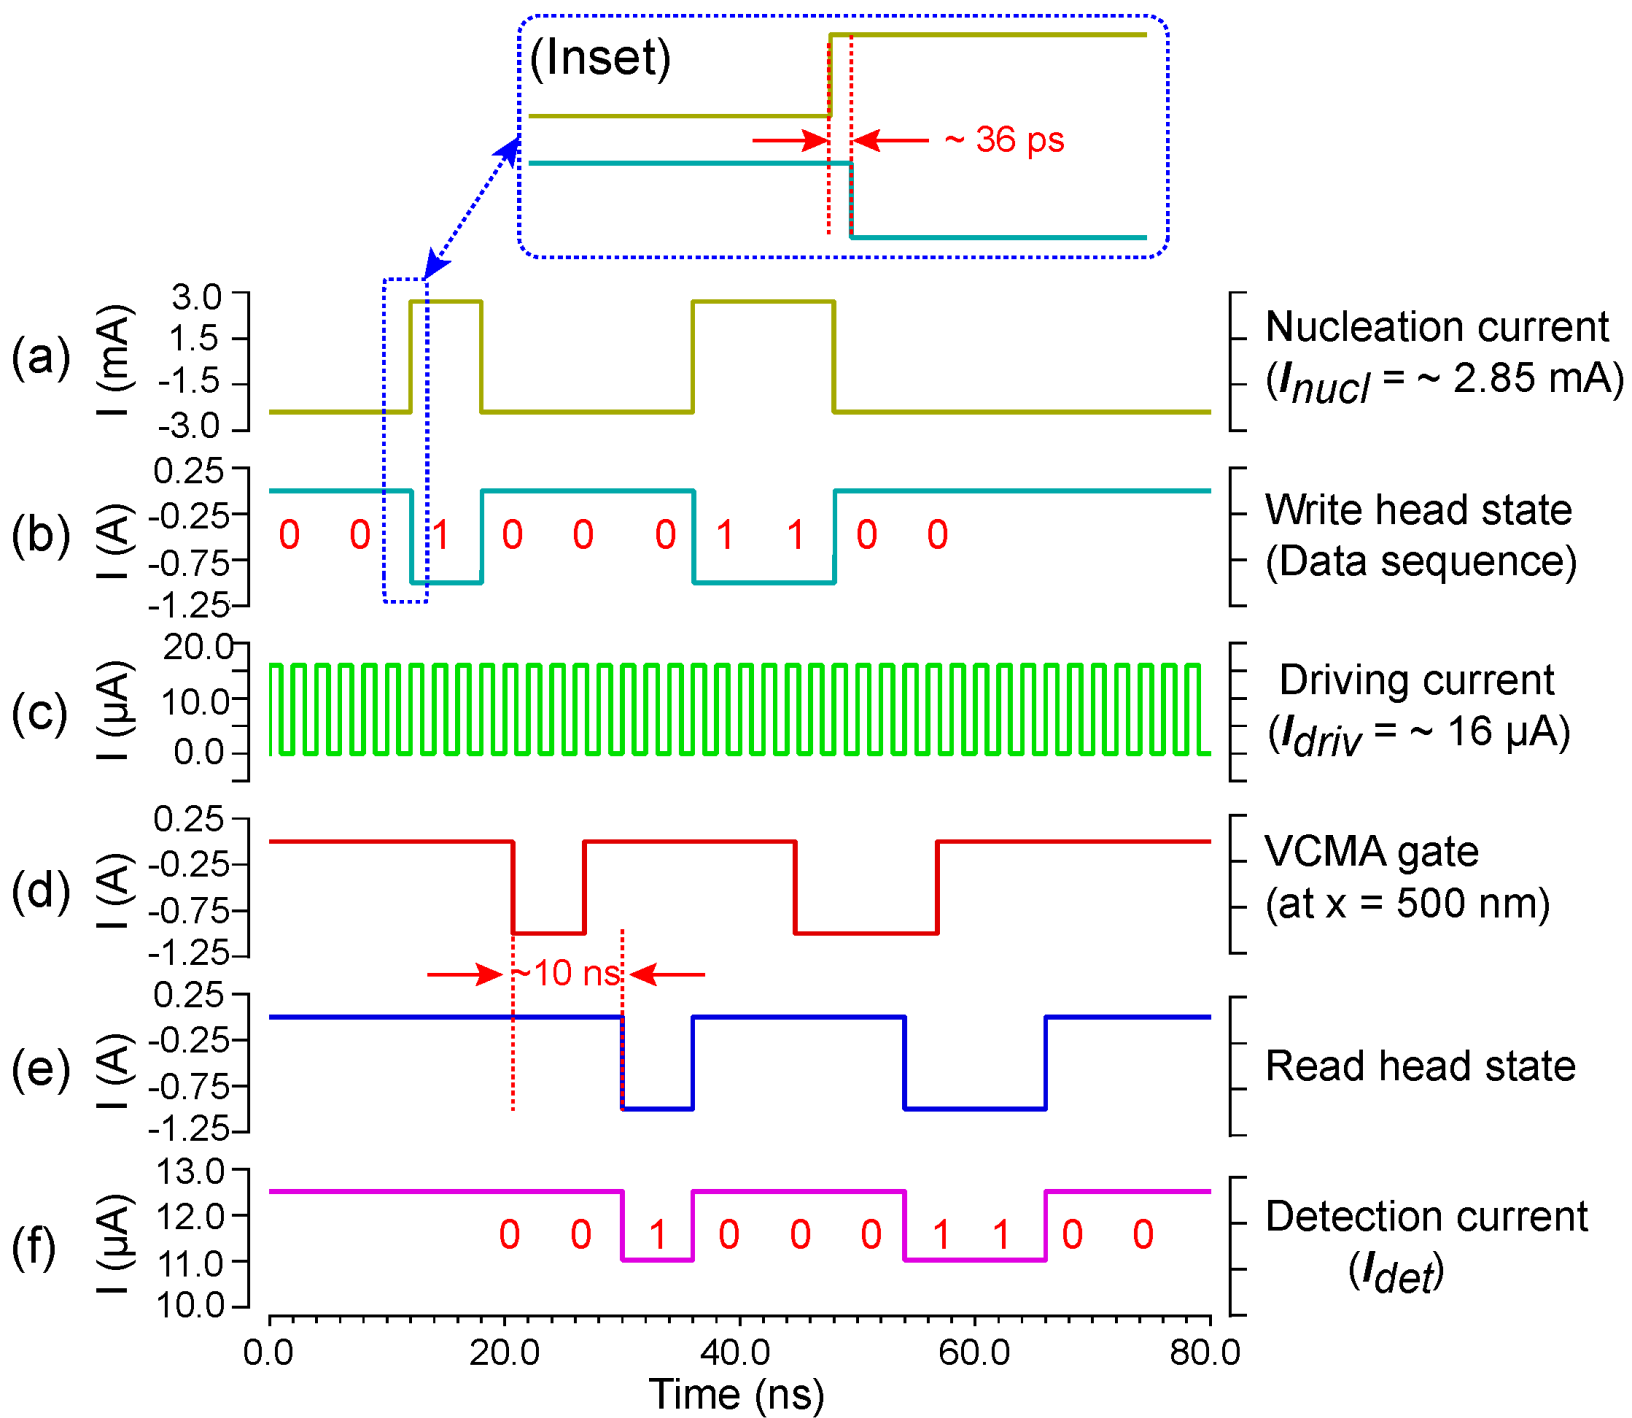 (Inset)
~ 36 ps
(a)
I (mA)
3.0
1.5
-1.5
-3.0
Nucleation current
(Inucl = ~ 2.85 mA)
(b)
I (A)
0.25
-0.25
-0.75
-1.25
0 0 1 0 0 0 1 1 0 0
Write head state
(Data sequence)
(c)
I (µA)
20.0
10.0
0.0
Driving current
(Idriv = ~ 16 µA)
(d)
I (A)
0.25
-0.25
-0.75
-1.25
VCMA gate
(at x = 500 nm)
~10 ns
(e)
I (A)
0.25
-0.25
-0.75
-1.25
Read head state
(f)
I (µA)
13.0
12.0
11.0
10.0
0 0 1 0 0 0 1 1 0 0
Detection current
(Idet)
0.0 20.0 40.0 60.0 80.0
Time (ns)